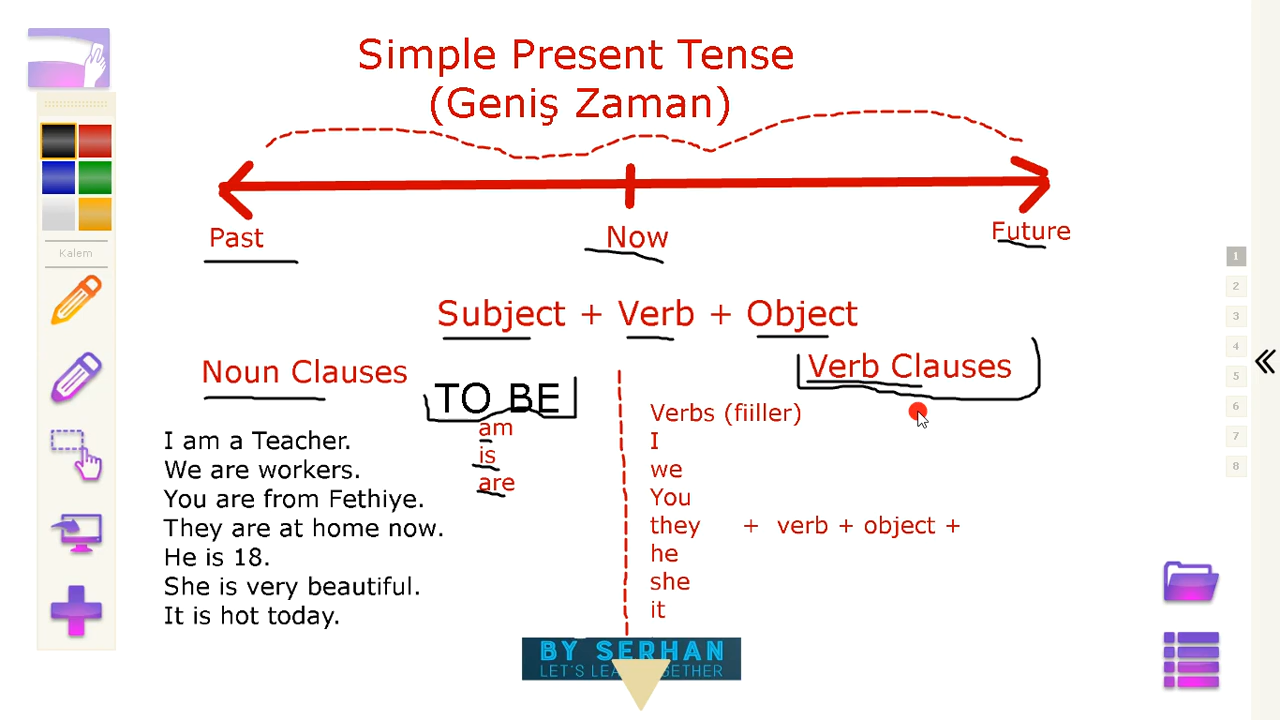 Simple Present Tense
(Geniş Zaman)
Past
Now
Future
Subject + Verb + Object
Noun Clauses
TO BE
am
is
are
I am a Teacher.
We are workers.
You are from Fethiye.
They are at home now.
He is 18.
She is very beautiful.
It is hot today.
Verb Clauses
Verbs (fiiller)
I
we
You
they + verb + object +
he
she
it
Kalem
1
2
3
4
5
6
7
8
BY SERHAN
LET'S TOGETHER